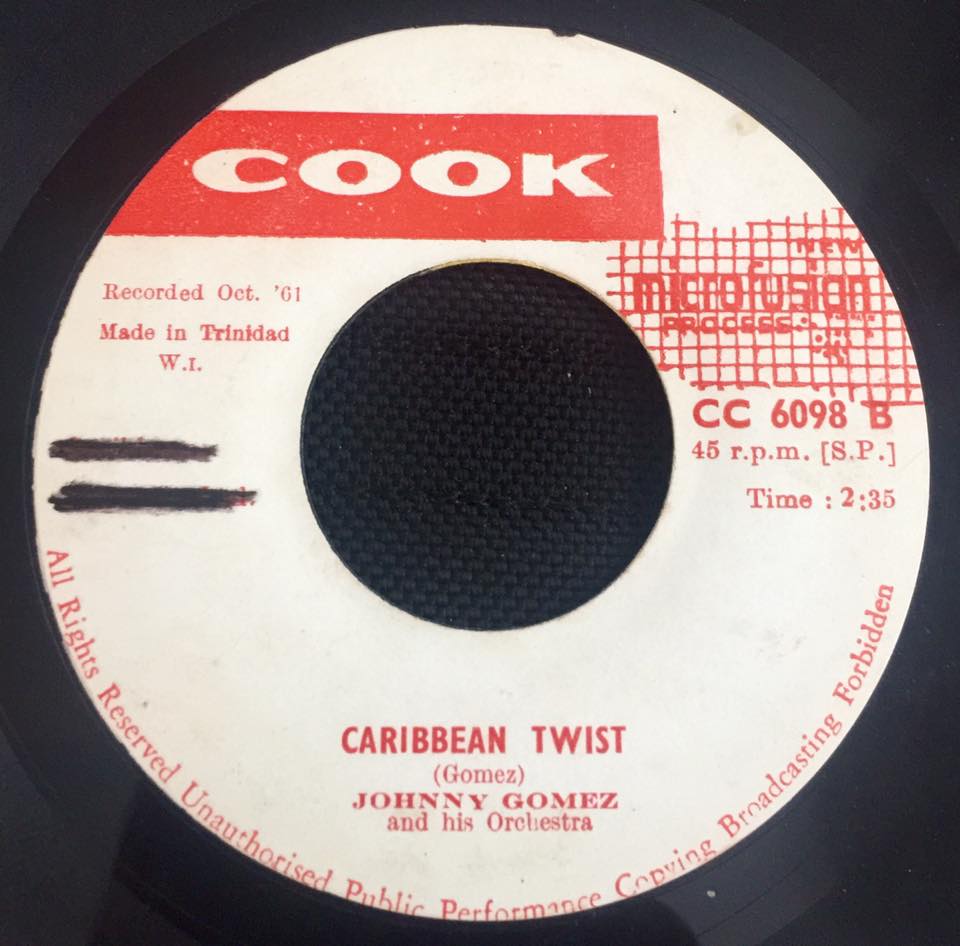 COOK
NEW
microfusion
PROCESS
Recorded Oct. '61
Made in Trinidad
W.I.
CC 6098 B
45 r.p.m. [S.P.]
Time : 2:35
CARIBBEAN TWIST
(Gomez)
JOHNNY GOMEZ
and his Orchestra
All Rights Reserved Unauthorised Public Performance Copying Broadcasting Forbidden